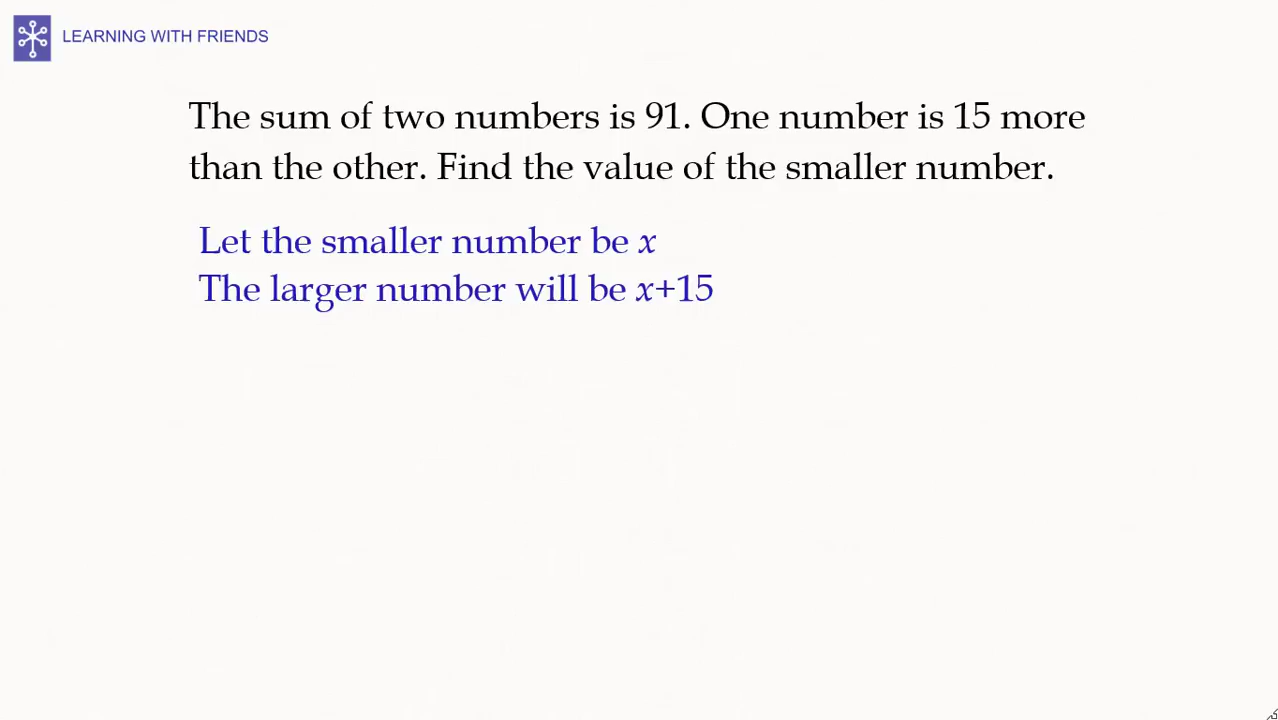 LEARNING WITH FRIENDS
The sum of two numbers is 91. One number is 15 more
than the other. Find the value of the smaller number.
Let the smaller number be x
The larger number will be x+15